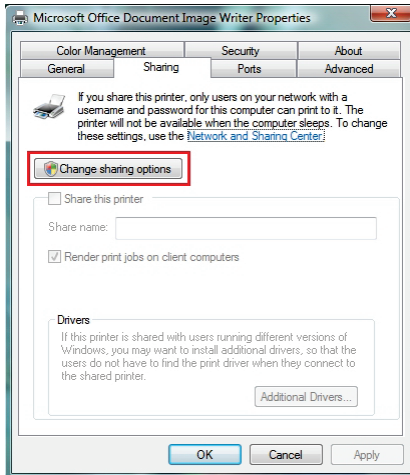 Microsoft Office Document Image Writer Properties
Color Management Security About
General Sharing Ports Advanced
If you share this printer, only users on your network with a
username and password for this computer can print to it. The
printer will not be available when the computer sleeps. To change
these settings, use the Network and Sharing Center.
Change sharing options
Share this printer
Share name:
Render print jobs on client computers
Drivers
If this printer is shared with users running different versions of
Windows, you may want to install additional drivers, so that the
users do not have to find the print driver when they connect to
the shared printer.
Additional Drivers...
OK Cancel Apply